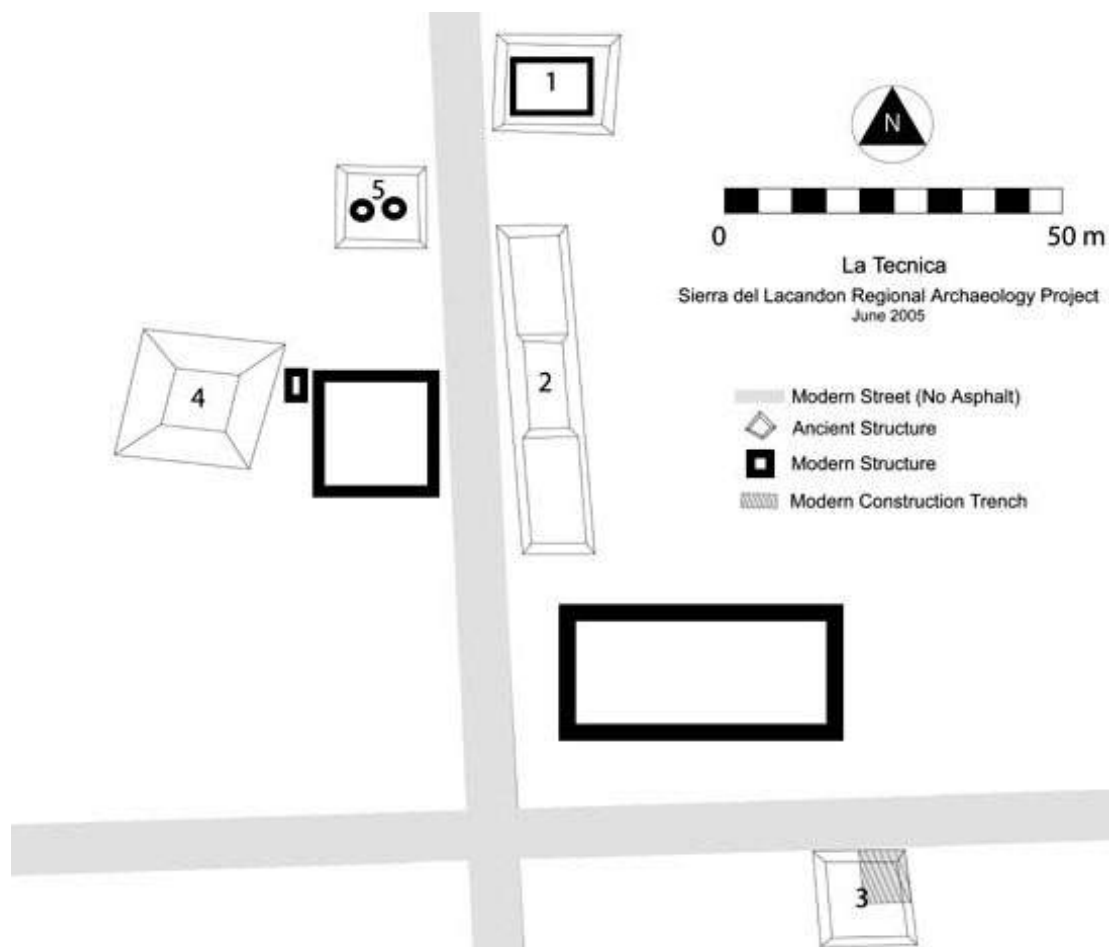 1
N
5
0 50 m
La Tecnica
Sierra del Lacandon Regional Archaeology Project
June 2005
2
4
Modern Street (No Asphalt)
Ancient Structure
Modern Structure
Modern Construction Trench
3